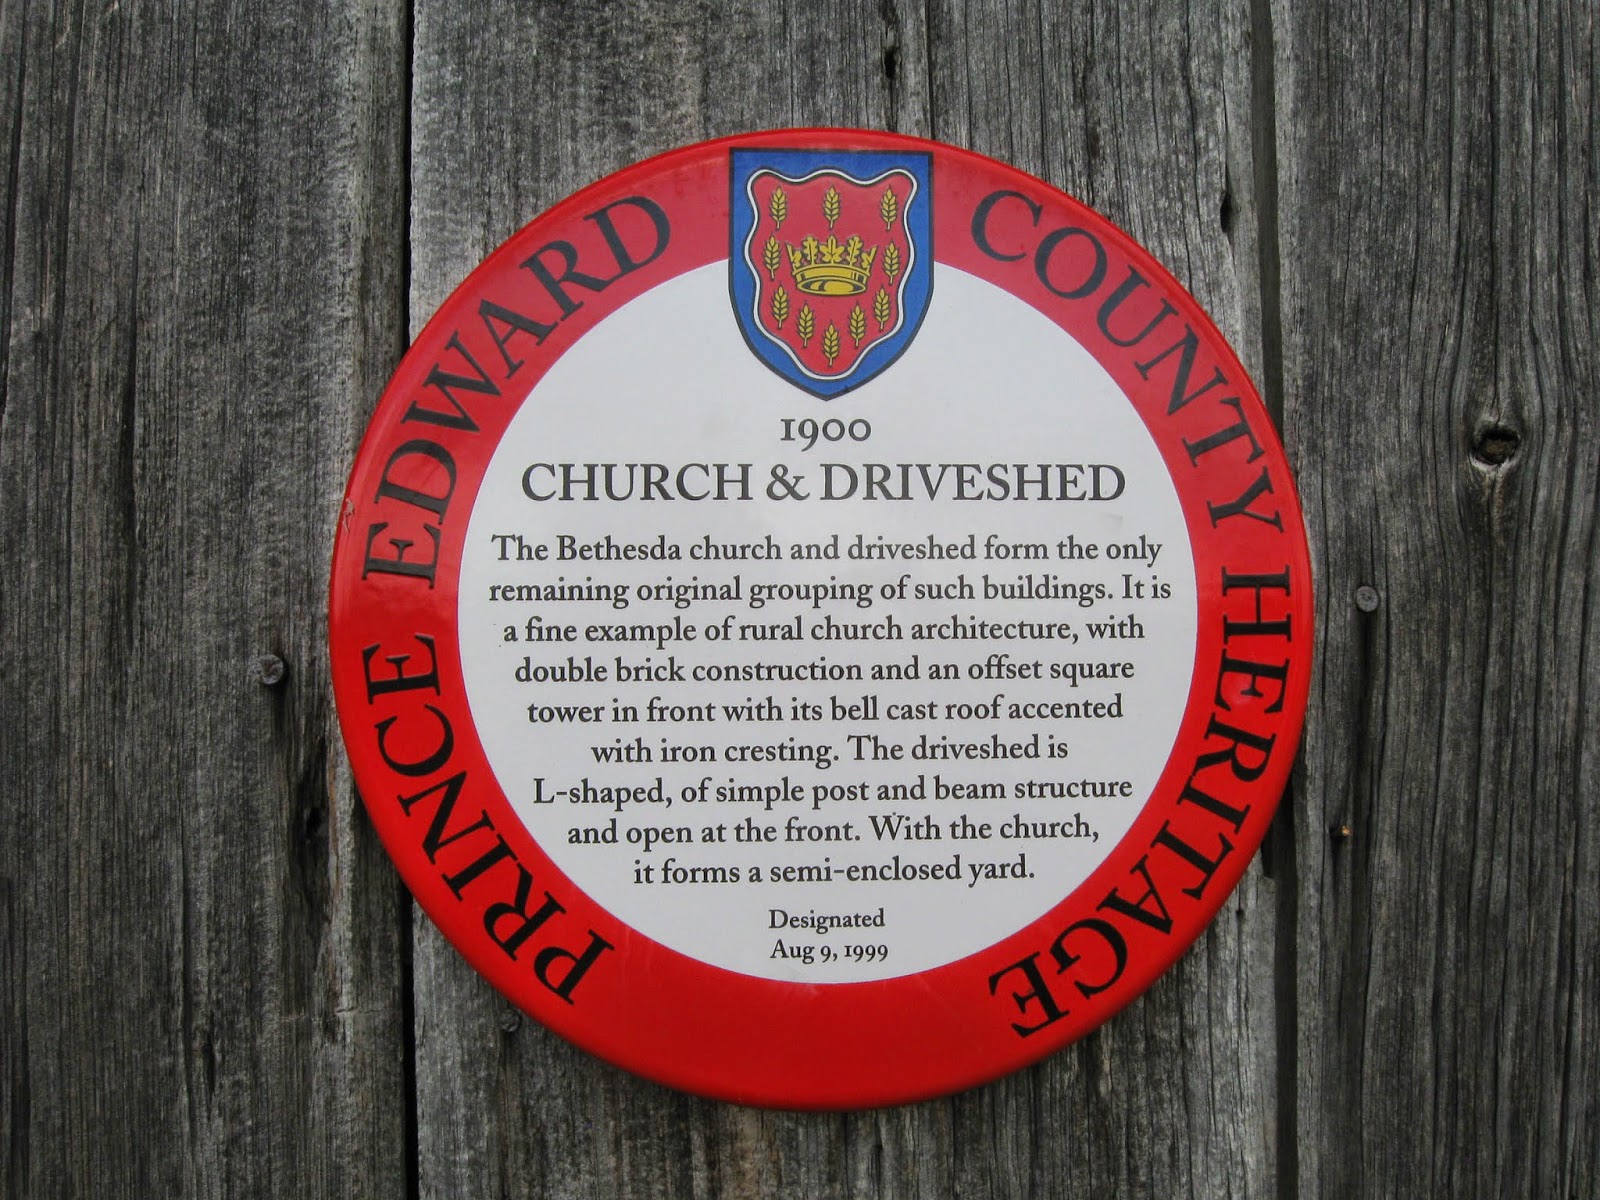 PRINCE EDWARD COUNTY HERITAGE
1900
CHURCH & DRIVESHED
The Bethesda church and driveshed form the only
remaining original grouping of such buildings. It is
a fine example of rural church architecture, with
double brick construction and an offset square
tower in front with its bell cast roof accented
with iron cresting. The driveshed is
L-shaped, of simple post and beam structure
and open at the front. With the church,
it forms a semi-enclosed yard.
Designated
Aug 9, 1999